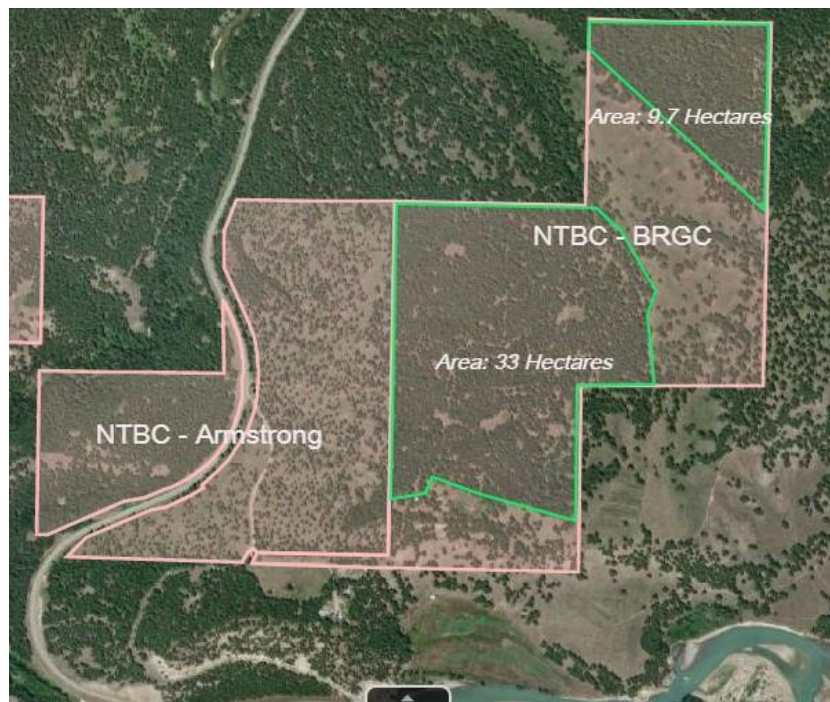 Area: 9.7 Hectares
NTBC - BRGC
Area: 33 Hectares
NTBC - Armstrong